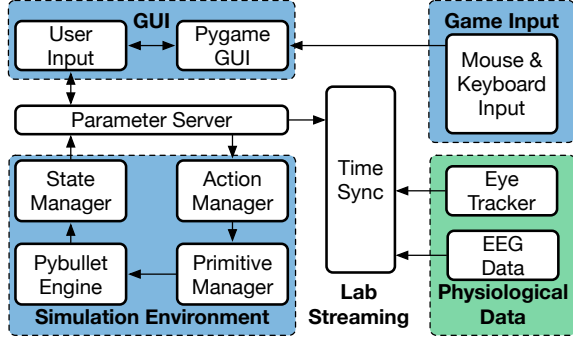 GUI
User
Input
Pygame
GUI
Game Input
Mouse &
Keyboard
Input
Parameter Server
State
Manager
Action
Manager
Pybullet
Engine
Primitive
Manager
Simulation Environment
Time
Sync
Lab
Streaming
Eye
Tracker
EEG
Data
Physiological
Data